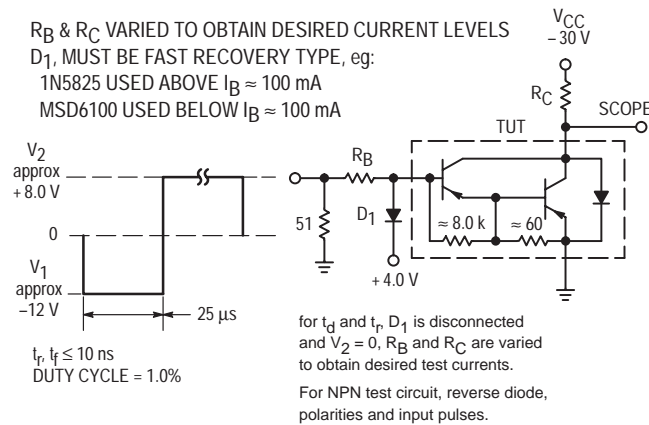 RB & RC VARIED TO OBTAIN DESIRED CURRENT LEVELS
D1, MUST BE FAST RECOVERY TYPE, eg:
1N5825 USED ABOVE IB ≈ 100 mA
MSD6100 USED BELOW IB ≈ 100 mA
VCC
– 30 V
RC
SCOPE
TUT
V2
approx
+ 8.0 V
0
V1
approx
–12 V
25 µs
tr, tf ≤ 10 ns
DUTY CYCLE = 1.0%
RB
51
D1
+ 4.0 V
≈ 8.0 k
≈ 60
for td and tr, D1 is disconnected
and V2 = 0, RB and RC are varied
to obtain desired test currents.
For NPN test circuit, reverse diode,
polarities and input pulses.